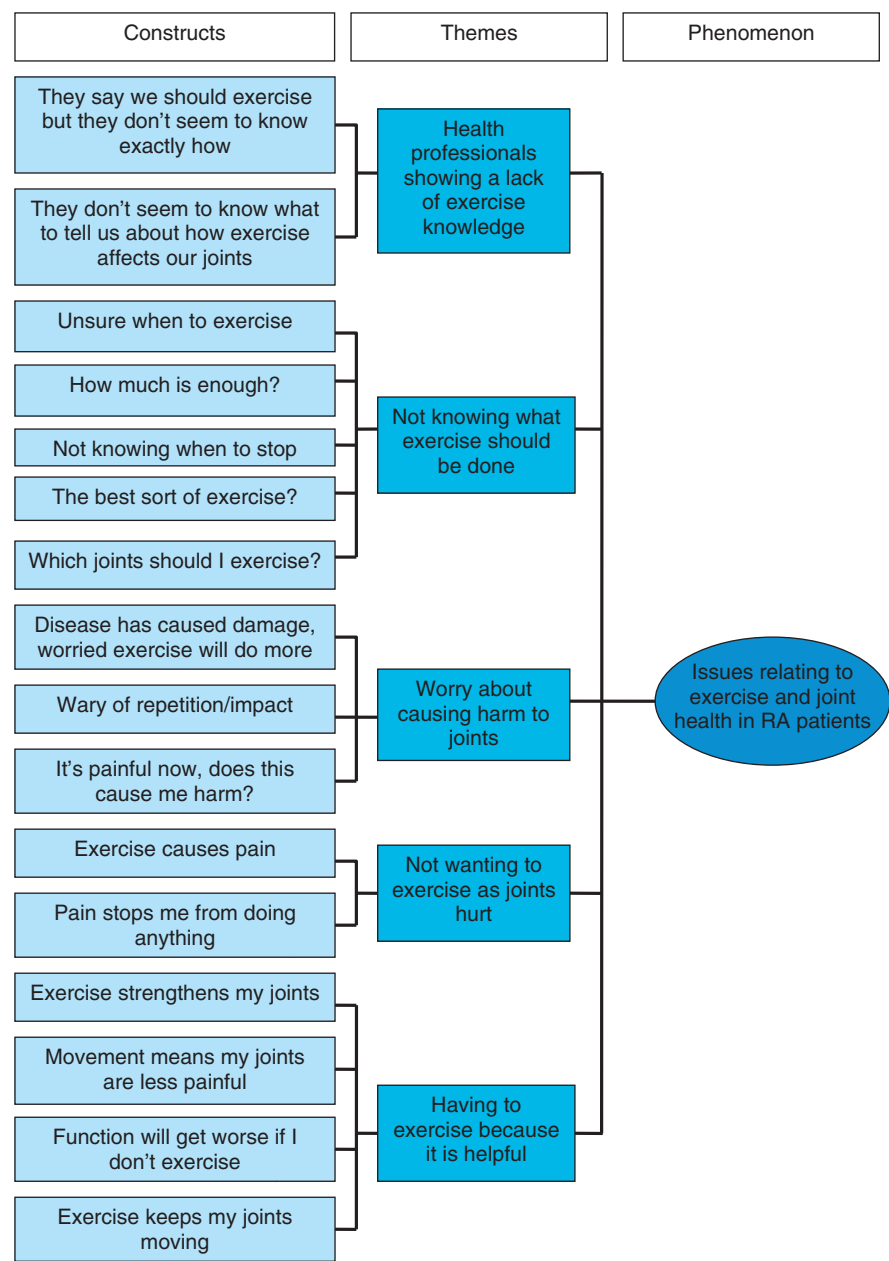 Constructs
Themes
Phenomenon
They say we should exercise
but they don't seem to know
exactly how
They don't seem to know what
to tell us about how exercise
affects our joints
Health
professionals
showing a lack
of exercise
knowledge
Unsure when to exercise
How much is enough?
Not knowing when to stop
The best sort of exercise?
Which joints should I exercise?
Not knowing what
exercise should
be done
Disease has caused damage,
worried exercise will do more
Wary of repetition/impact
It's painful now, does this
cause me harm?
Worry about
causing harm to
joints
Exercise causes pain
Pain stops me from doing
anything
Not wanting to
exercise as joints
hurt
Exercise strengthens my joints
Movement means my joints
are less painful
Function will get worse if I
don't exercise
Exercise keeps my joints
moving
Having to
exercise because
it is helpful
Issues relating to
exercise and joint
health in RA patients